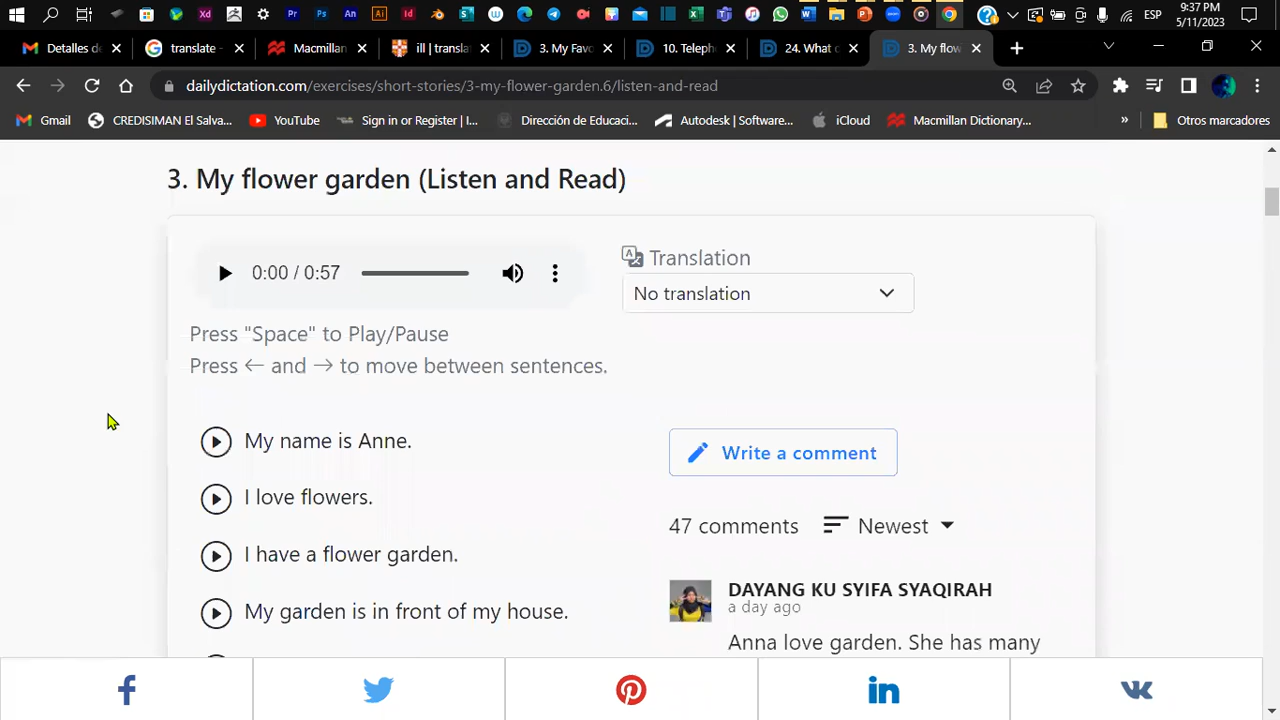 Xd
Pr
Ps
An
Ai
Id
ESP
9:37 PM
5/11/2023
Detalles de
translate -
Macmillan
ill | transla
3. My Favo
10. Teleph
24. What c
3. My flow
dailydictation.com/exercises/short-stories/3-my-flower-garden.6/listen-and-read
Gmail
CREDISIMAN El Salva...
YouTube
Sign in or Register | I...
Dirección de Educaci...
Autodesk | Software...
iCloud
Macmillan Dictionary...
»
Otros marcadores
3. My flower garden (Listen and Read)
0:00 / 0:57
Translation
No translation
Press "Space" to Play/Pause
Press ← and → to move between sentences.
My name is Anne.
I love flowers.
I have a flower garden.
My garden is in front of my house.
Write a comment
47 comments
Newest
DAYANG KU SYIFA SYAQIRAH
a day ago
Anna love garden. She has many